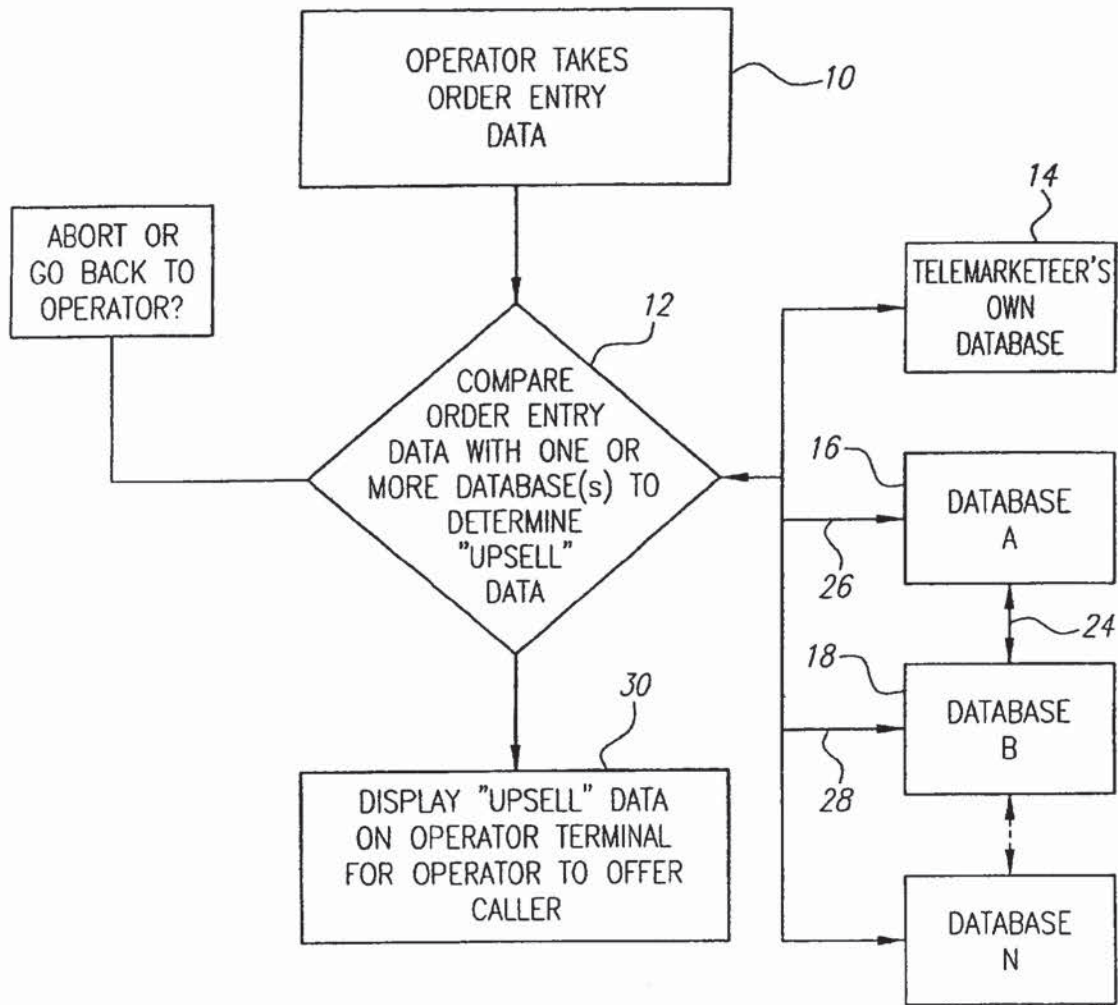 OPERATOR TAKES
ORDER ENTRY
DATA
10
ABORT OR
GO BACK TO
OPERATOR?
12
COMPARE
ORDER ENTRY
DATA WITH ONE OR
MORE DATABASE(s) TO
DETERMINE
"UPSELL"
DATA
14
TELEMARKETEER'S
OWN
DATABASE
16
DATABASE
A
26
24
18
DATABASE
B
28
30
DISPLAY "UPSELL" DATA
ON OPERATOR TERMINAL
FOR OPERATOR TO OFFER
CALLER
DATABASE
N